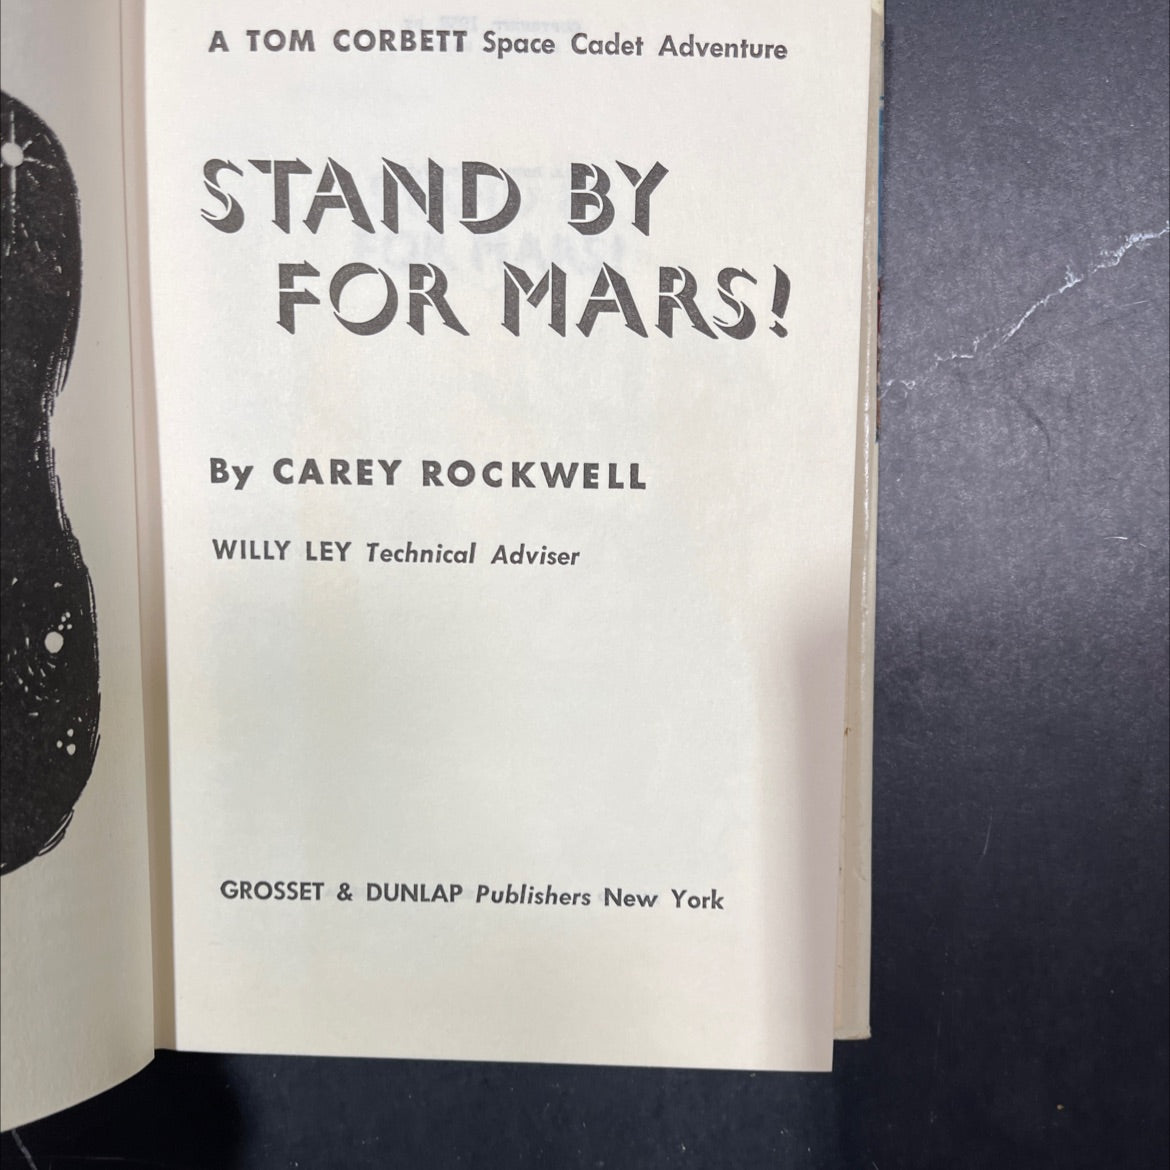 A TOM CORBETT Space Cadet Adventure
STAND BY
FOR MARS!
By CAREY ROCKWELL
WILLY LEY Technical Adviser
GROSSET & DUNLAP Publishers New York